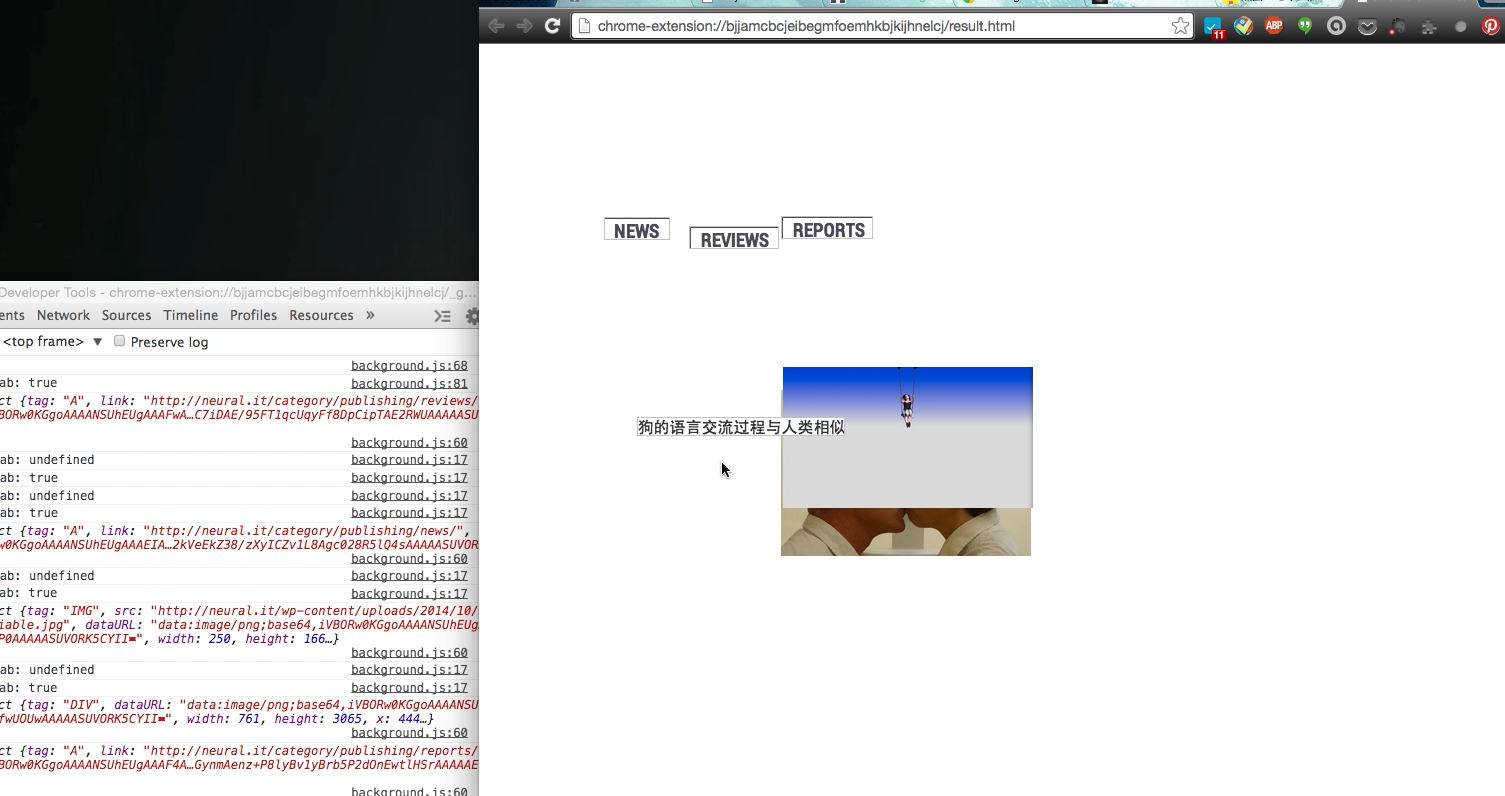 chrome-extension://bjjamcbcjeibegmfoemhkbjkijhnelcj/result.html
11
ABP
NEWS
REVIEWS
REPORTS
狗的语言交流过程与人类相似
Developer Tools - chrome-extension://bjjamcbcjeibegmfoemhkbjkijhnelcj/_g...
ents Network Sources Timeline Profiles Resources »
<top frame> ▼ Preserve log
background.js:68
ab: true background.js:81
ct {tag: "A", link: "http://neural.it/category/publishing/reviews/
BORw0KGgoAAAANSUhEUgAAAFwA…C7iDAE/95FT1qcUqyFf8DpCipTAE2RWUAAAAASU
background.js:60
ab: undefined background.js:17
ab: true background.js:17
ab: undefined background.js:17
ab: true background.js:17
ct {tag: "A", link: "http://neural.it/category/publishing/news/",
w0KGgoAAAANSUhEUgAAAEIA…2kVeEkZ38/zXyICZv1L8Agc028R5lQ4sAAAAASUVOR
background.js:60
ab: undefined background.js:17
ab: true background.js:17
ct {tag: "IMG", src: "http://neural.it/wp-content/uploads/2014/10/
iable.jpg", dataURL: "data:image/png;base64,iVBORw0KGgoAAAANSUhEUg
P0AAAAASUVORK5CYII=", width: 250, height: 166…}
background.js:60
ab: undefined background.js:17
ab: true background.js:17
ct {tag: "DIV", dataURL: "data:image/png;base64,iVBORw0KGgoAAAANSU
fwUOUwAAAAASUVORK5CYII=", width: 761, height: 3065, x: 444…}
background.js:60
ct {tag: "A", link: "http://neural.it/category/publishing/reports/
BORw0KGgoAAAANSUhEUgAAAF4A…GynmAenz+P8lyBv1yBrb5P2dOnEwtlHSrAAAAAE
background.js:60